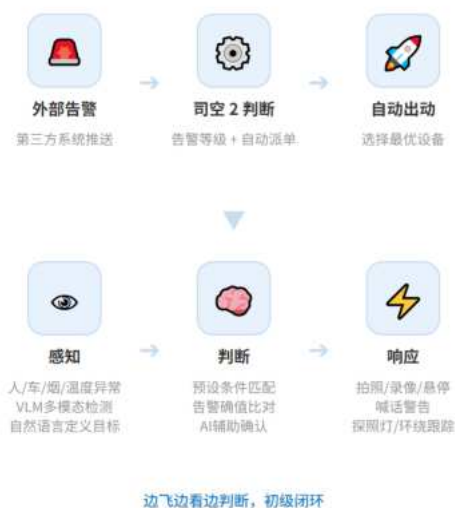 外部告警
司空 2 判断
自动出动
第三方系统推送
告警等级 + 自动派单
选择最优设备
感知
判断
响应
人/车/烟/温度异常
预设条件匹配
拍照/录像/悬停
VLM多模态检测
告警确值比对
喊话警告
自然语言定义目标
AI辅助确认
探照灯/环绕跟踪
边飞边看边判断，初级闭环